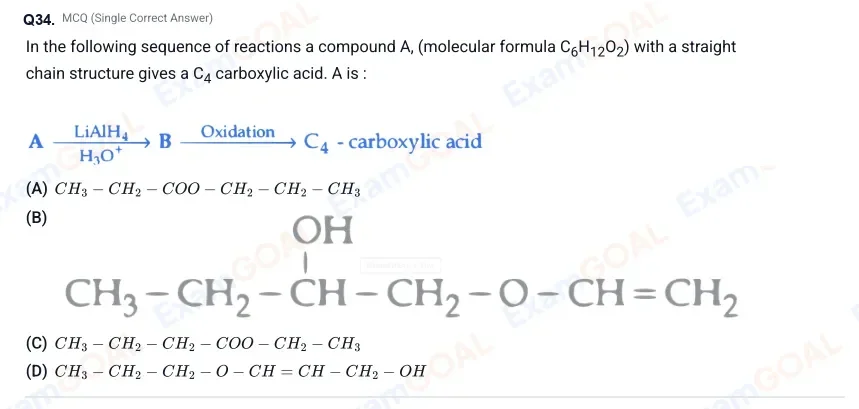 Q34. MCQ (Single Correct Answer)
In the following sequence of reactions a compound A, (molecular formula C₆H₁₂O₂) with a straight
chain structure gives a C₄ carboxylic acid. A is :
A —LiAlH₄/H₃O⁺→ B —Oxidation→ C₄ - carboxylic acid
(A) CH₃ − CH₂ − COO − CH₂ − CH₂ − CH₃
(B)
OH
|
CH₃ − CH₂ − CH − CH₂ − O − CH = CH₂
(C) CH₃ − CH₂ − CH₂ − COO − CH₂ − CH₃
(D) CH₃ − CH₂ − CH₂ − O − CH = CH − CH₂ − OH
ExamGOAL